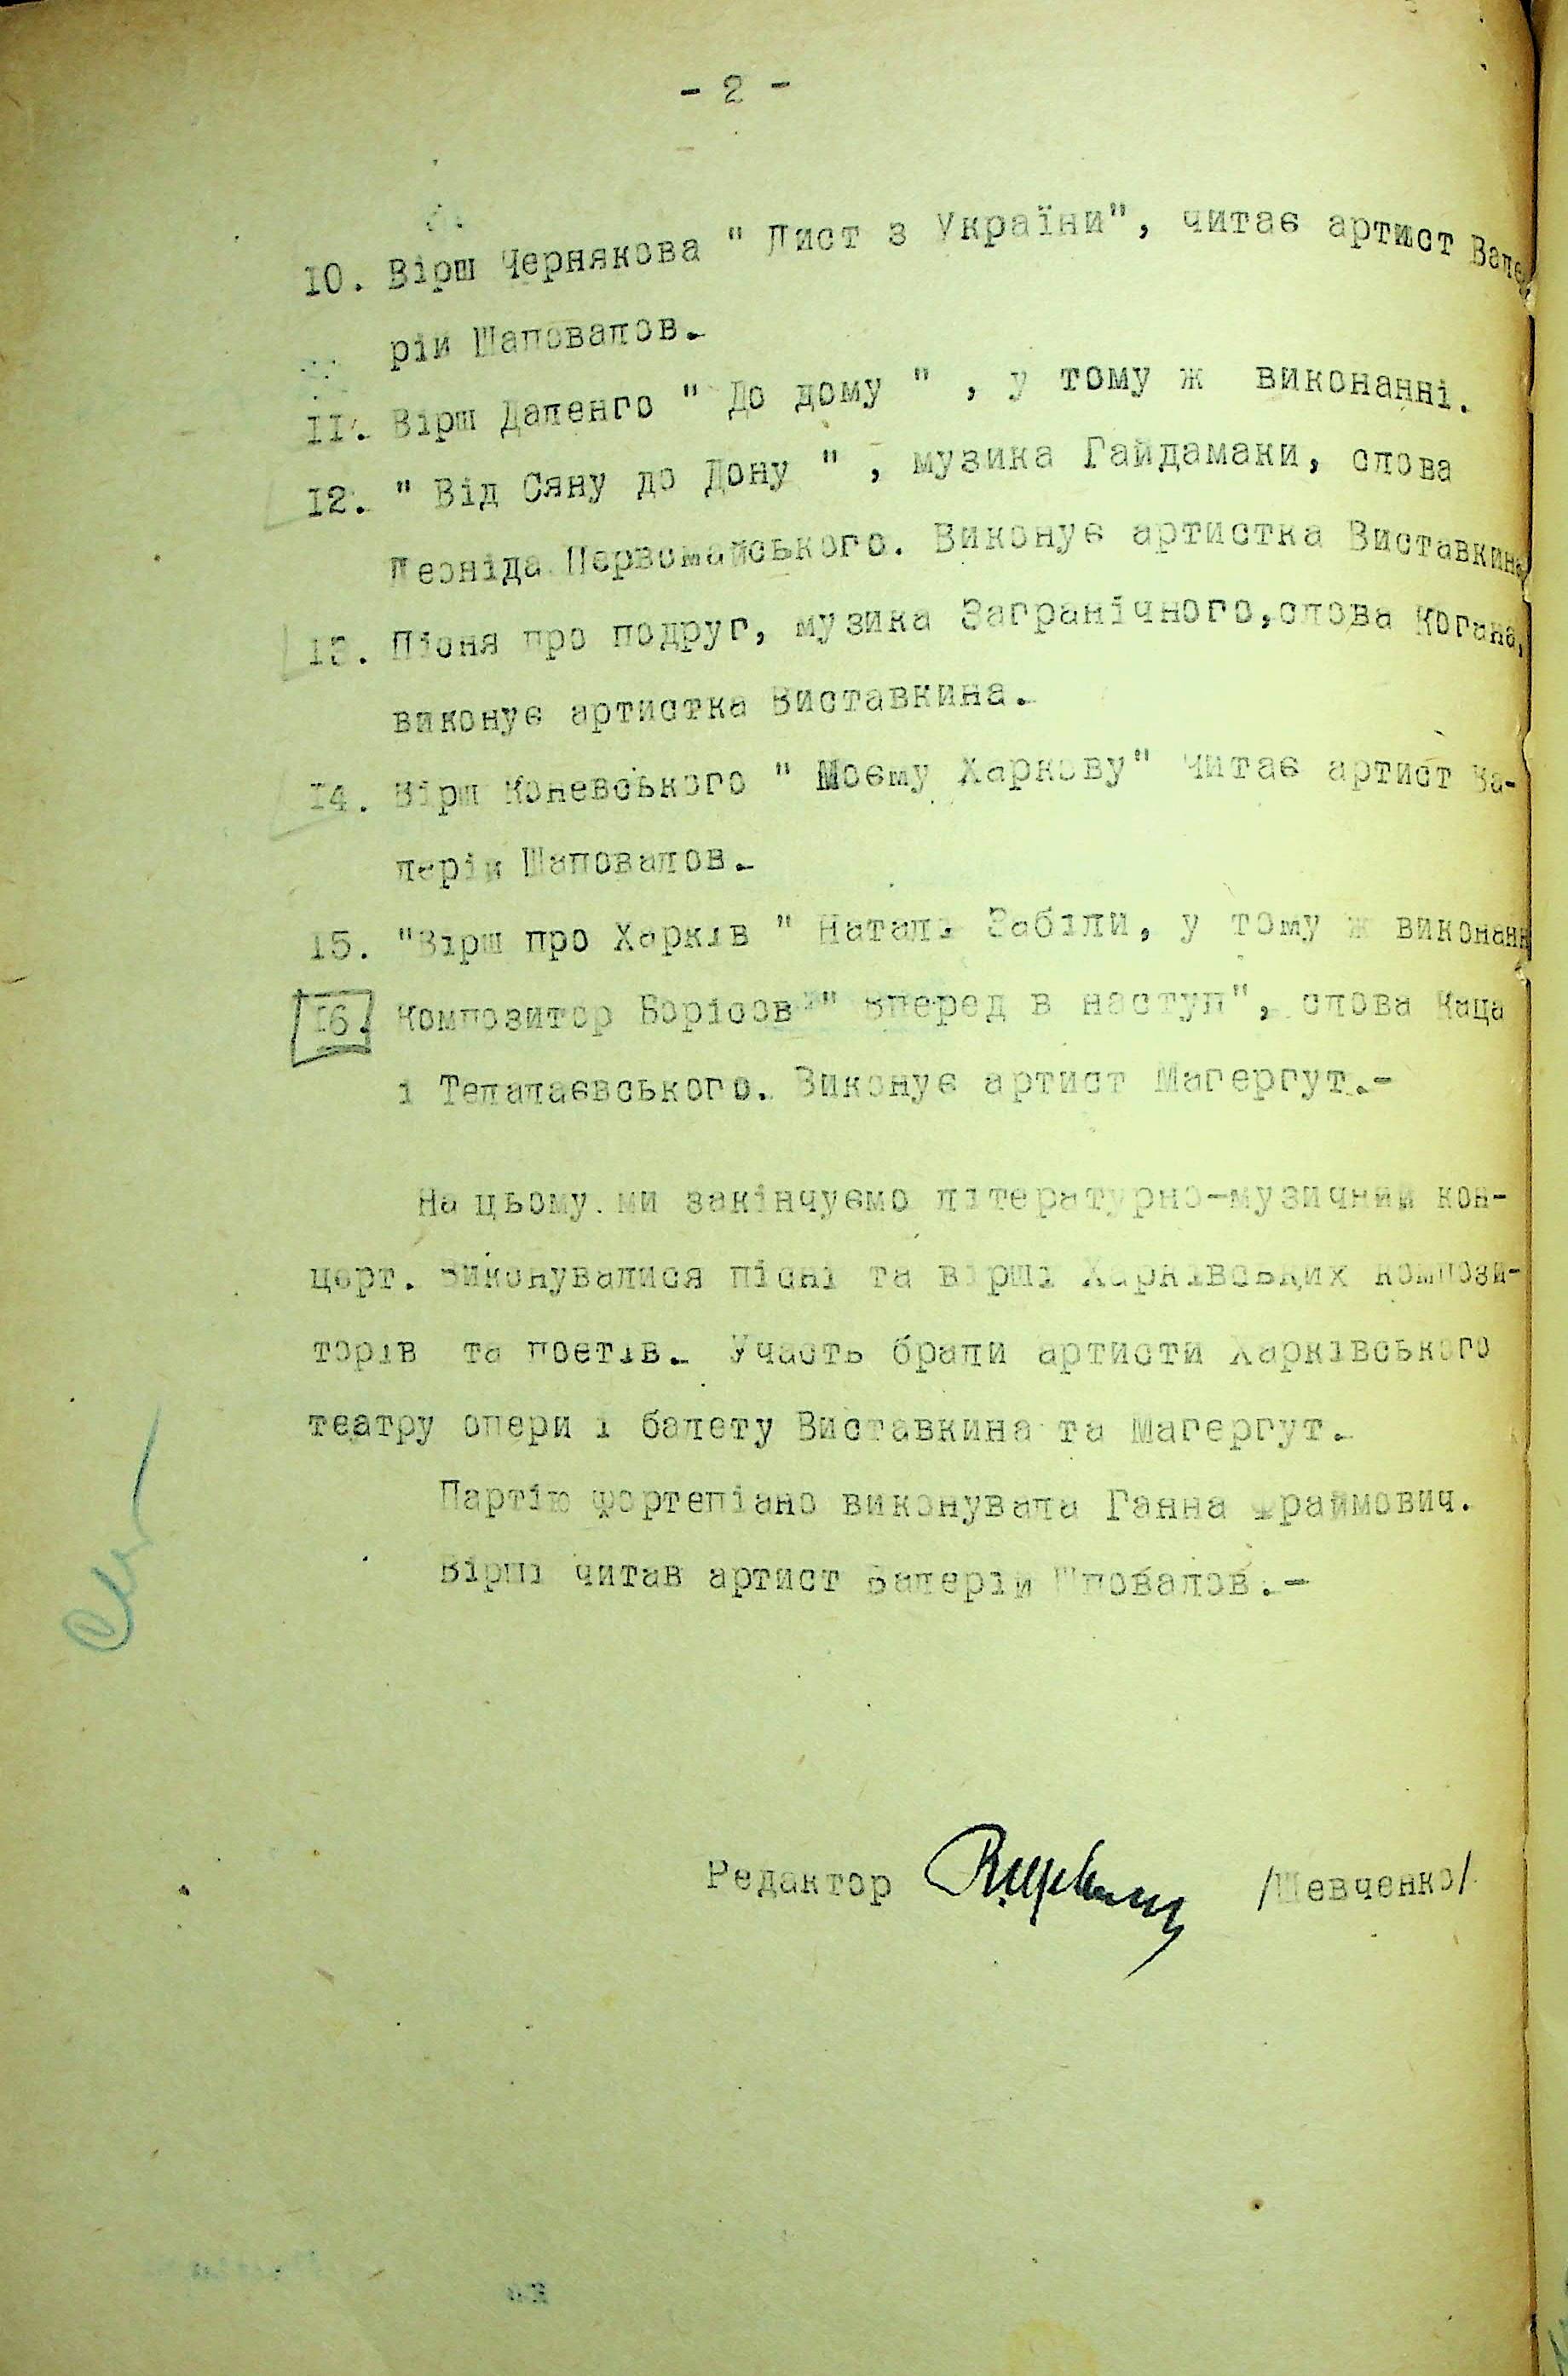 - 2 -
10. Вірш Чернякова " Лист з України", читає артист Вале-
рій Шаповалов.
11. Вірш Даленго " До дому " , у тому ж виконанні.
12. " Від Сяну до Дону " , музика Гайдамаки, слова
Леоніда Первомайського. Виконує артистка Виставкина
13. Пісня про подруг, музика Заграничного,слова Когана,
виконує артистка Виставкина.
14. Вірш Коневського " Моєму Харкову" читає артист Ва-
лерій Шаповалов.
15. "Вірш про Харків " Наталі Забіли, у тому ж виконанн
16. Композитор Борісов " Вперед в наступ", слова Каца
і Телалаєвського. Виконує артист Магергут.-
На цьому ми закінчуємо літературно-музичний кон-
церт. Виконувалися пісні та вірші Харківських компози-
торів та поетів. Участь брали артисти Харківського
театру опери і балету Виставкина та Магергут.
Партію фортепіано виконувала Ганна Фраймович.
Вірші читав артист Валерій Шповалов.-
Редактор /Шевченко/